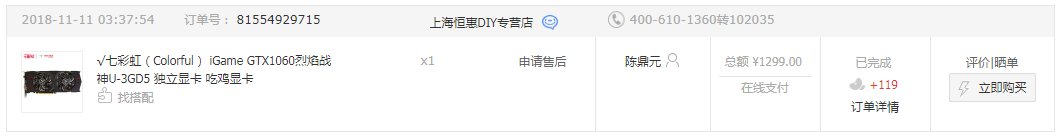 2018-11-11 03:37:54 订单号： 81554929715 上海恒惠DIY专营店 400-610-1360转102035
√七彩虹（Colorful） iGame GTX1060烈焰战 x1 申请售后 陈鼎元 总额 ¥1299.00 已完成 评价|晒单
神U-3GD5 独立显卡 吃鸡显卡 在线支付 +119 立即购买
找搭配 订单详情